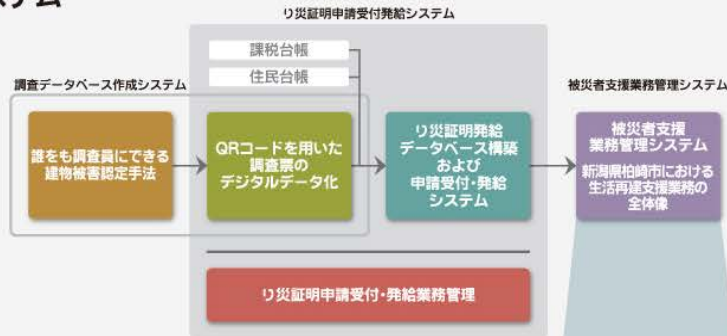 テム
り災証明申請受付発給システム
課税台帳
住民台帳
調査データベース作成システム
被災者支援業務管理システム
誰をも調査員にできる
建物被害認定手法
QRコードを用いた
調査票の
デジタルデータ化
り災証明発給
データベース構築
および
申請受付・発給
システム
被災者支援
業務管理システム
新潟県柏崎市における
生活再建支援業務の
全体像
り災証明申請受付・発給業務管理